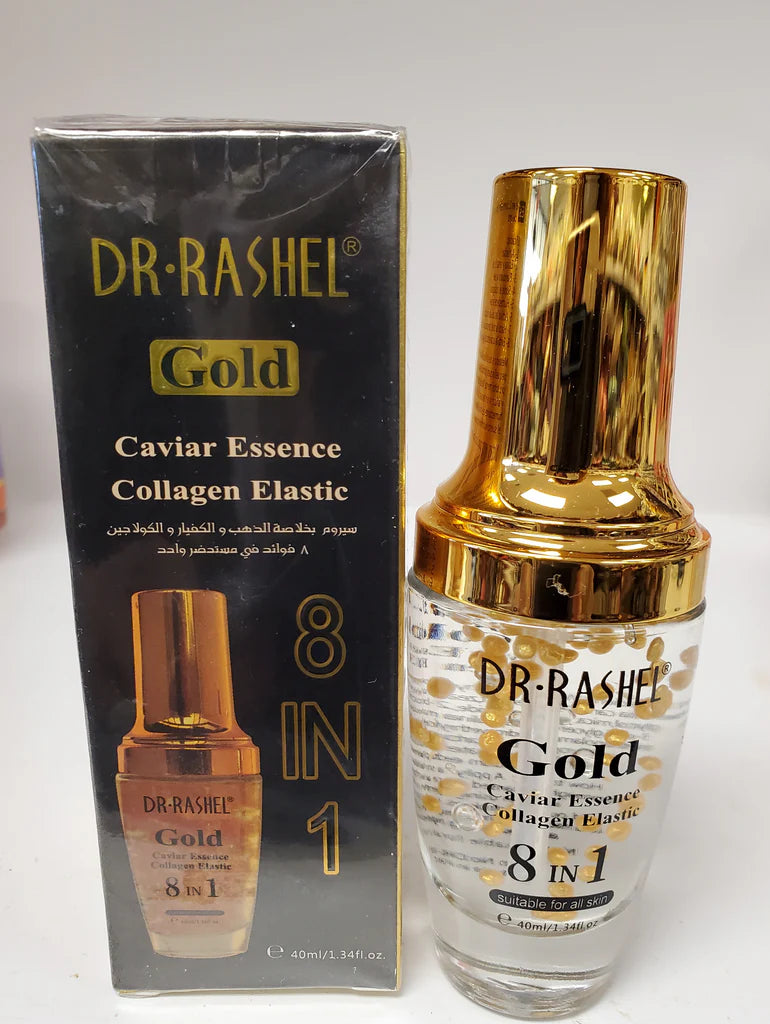 DR·RASHEL®
Gold
Caviar Essence
Collagen Elastic
سيروم بخلاصة الذهب و الكفيار و الكولاجين
٨ فوائد في مستحضر واحد
8
IN
1
DR·RASHEL®
Gold
Caviar Essence
Collagen Elastic
8 IN 1
℮ 40ml/1.34fl.oz.
DR·RASHEL®
Gold
Caviar Essence
Collagen Elastic
8 IN 1
suitable for all skin
℮ 40ml/1.34fl.oz